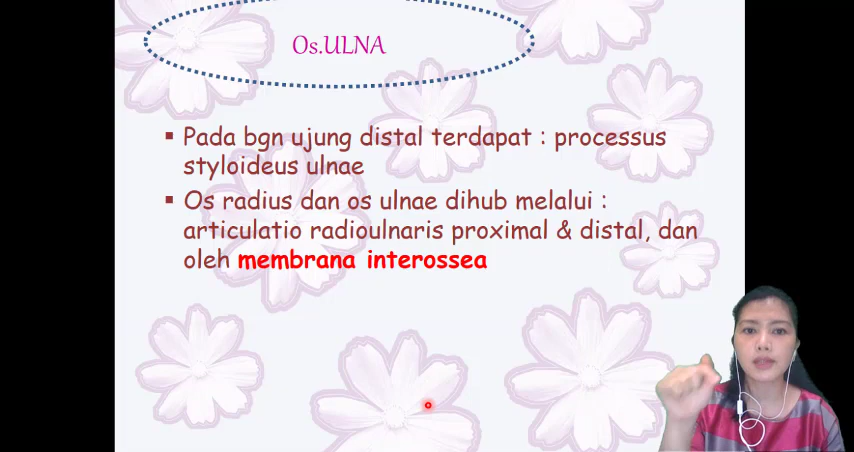 Os.ULNA
▪ Pada bgn ujung distal terdapat : processus
styloideus ulnae
▪ Os radius dan os ulnae dihub melalui :
articulatio radioulnaris proximal & distal, dan
oleh membrana interossea